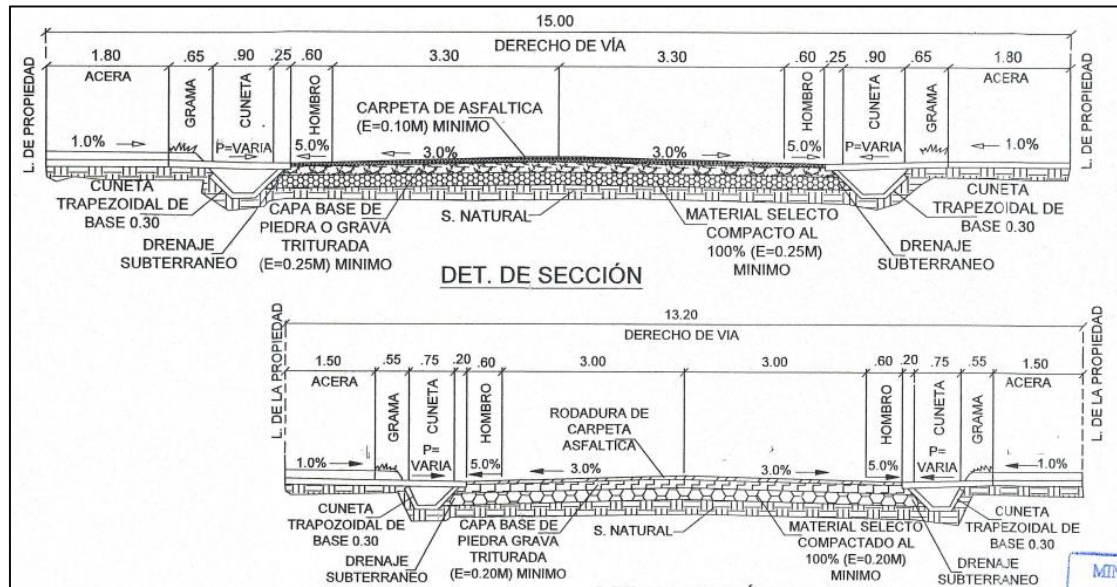 15.00
DERECHO DE VÍA
1.80 .65 .90 .25 .60 3.30 3.30 .60 .25 .90 .65 1.80
ACERA
GRAMA
CUNETA
HOMBRO
HOMBRO
CUNETA
GRAMA
ACERA
L. DE PROPIEDAD
L. DE PROPIEDAD
CARPETA DE ASFALTICA
(E=0.10M) MINIMO
1.0%
P=VARIA
5.0%
3.0%
3.0%
5.0%
P=VARIA
1.0%
CUNETA
TRAPEZOIDAL DE
BASE 0.30
DRENAJE
SUBTERRANEO
CAPA BASE DE
PIEDRA O GRAVA
TRITURADA
(E=0.25M) MINIMO
S. NATURAL
MATERIAL SELECTO
COMPACTO AL
100% (E=0.25M)
MINIMO
CUNETA
TRAPEZOIDAL DE
BASE 0.30
DRENAJE
SUBTERRANEO
DET. DE SECCIÓN
13.20
DERECHO DE VIA
1.50 .55 .75 .20 .60 3.00 3.00 .60 .20 .75 .55 1.50
ACERA
GRAMA
CUNETA
HOMBRO
HOMBRO
CUNETA
GRAMA
ACERA
L. DE LA PROPIEDAD
L. DE LA PROPIEDAD
RODADURA DE
CARPETA
ASFALTICA
1.0%
P=
VARIA
5.0%
3.0%
3.0%
5.0%
P=
VARIA
1.0%
CUNETA
TRAPOZOIDAL DE
BASE 0.30
DRENAJE
SUBTERRANEO
CAPA BASE DE
PIEDRA GRAVA
TRITURADA
(E=0.20M) MINIMO
S. NATURAL
MATERIAL SELECTO
COMPACTADO AL
100% (E=0.20M)
MINIMO
CUNETA
TRAPEZOIDAL DE
BASE 0.30
DRENAJE
SUBTERRANEO